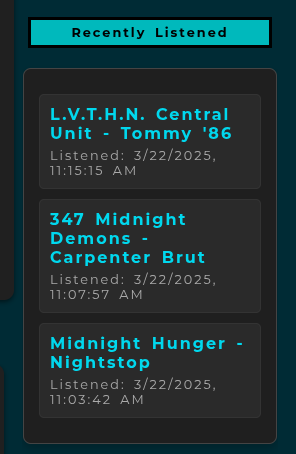 Recently Listened
L.V.T.H.N. Central
Unit - Tommy '86
Listened: 3/22/2025,
11:15:15 AM
347 Midnight
Demons -
Carpenter Brut
Listened: 3/22/2025,
11:07:57 AM
Midnight Hunger -
Nightstop
Listened: 3/22/2025,
11:03:42 AM